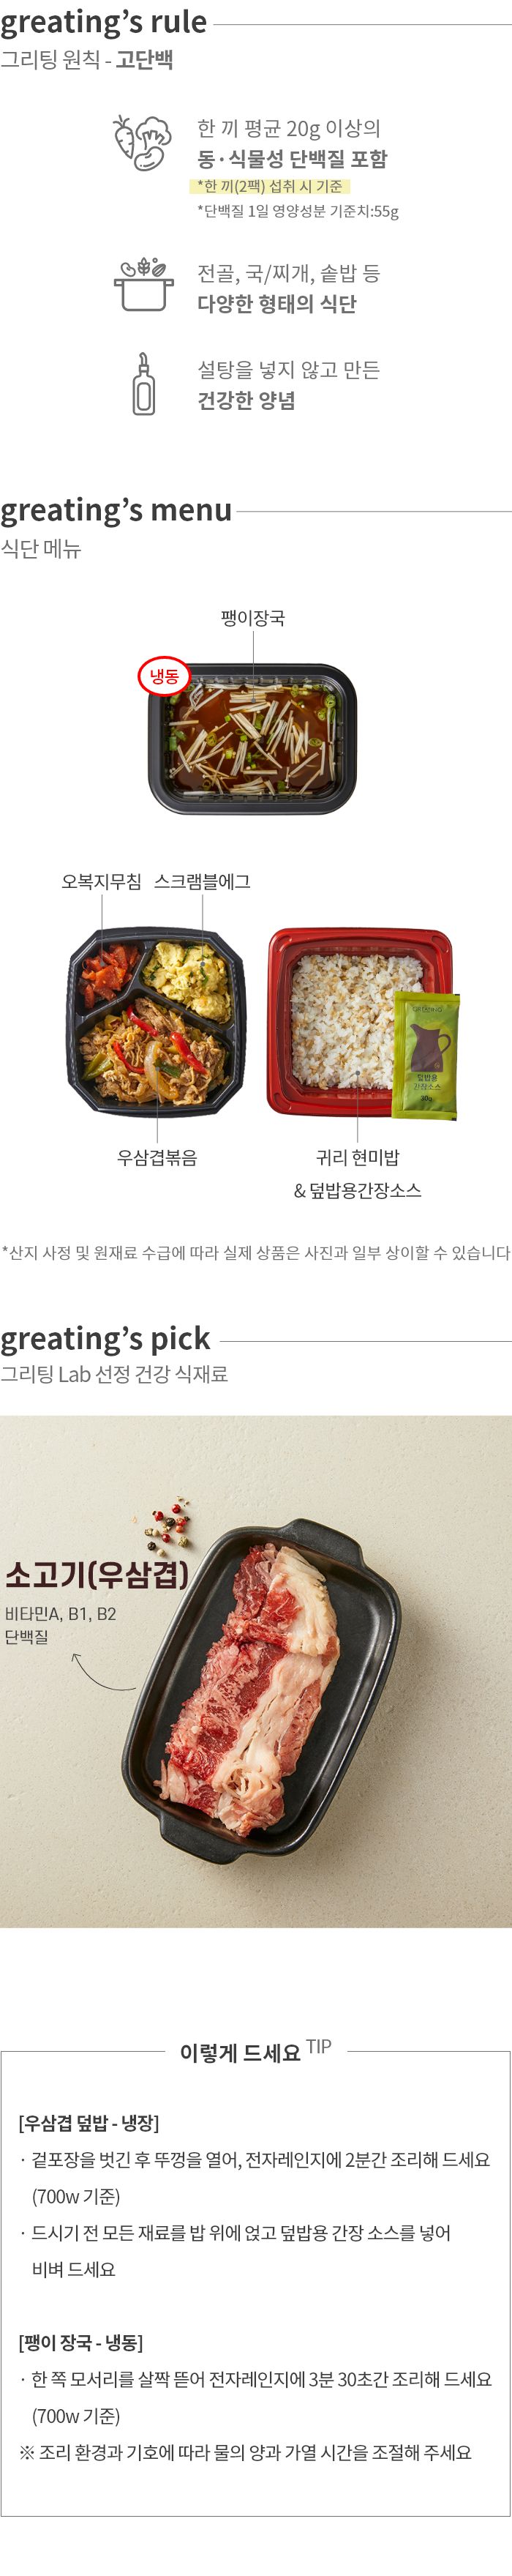 greating’s rule
그리팅 원칙 - 고단백
한 끼 평균 20g 이상의
동·식물성 단백질 포함
*한 끼(2팩) 섭취 시 기준
*단백질 1일 영양성분 기준치:55g
전골, 국/찌개, 솥밥 등
다양한 형태의 식단
설탕을 넣지 않고 만든
건강한 양념
greating’s menu
식단 메뉴
팽이장국
냉동
오복지무침 스크램블에그
덮밥용
간장소스
30g
우삼겹볶음
귀리 현미밥
& 덮밥용간장소스
*산지 사정 및 원재료 수급에 따라 실제 상품은 사진과 일부 상이할 수 있습니다
greating’s pick
그리팅 Lab 선정 건강 식재료
소고기(우삼겹)
비타민A, B1, B2
단백질
이렇게 드세요 TIP
[우삼겹 덮밥 - 냉장]
· 겉포장을 벗긴 후 뚜껑을 열어, 전자레인지에 2분간 조리해 드세요
(700w 기준)
· 드시기 전 모든 재료를 밥 위에 얹고 덮밥용 간장 소스를 넣어
비벼 드세요
[팽이 장국 - 냉동]
· 한 쪽 모서리를 살짝 뜯어 전자레인지에 3분 30초간 조리해 드세요
(700w 기준)
※ 조리 환경과 기호에 따라 물의 양과 가열 시간을 조절해 주세요